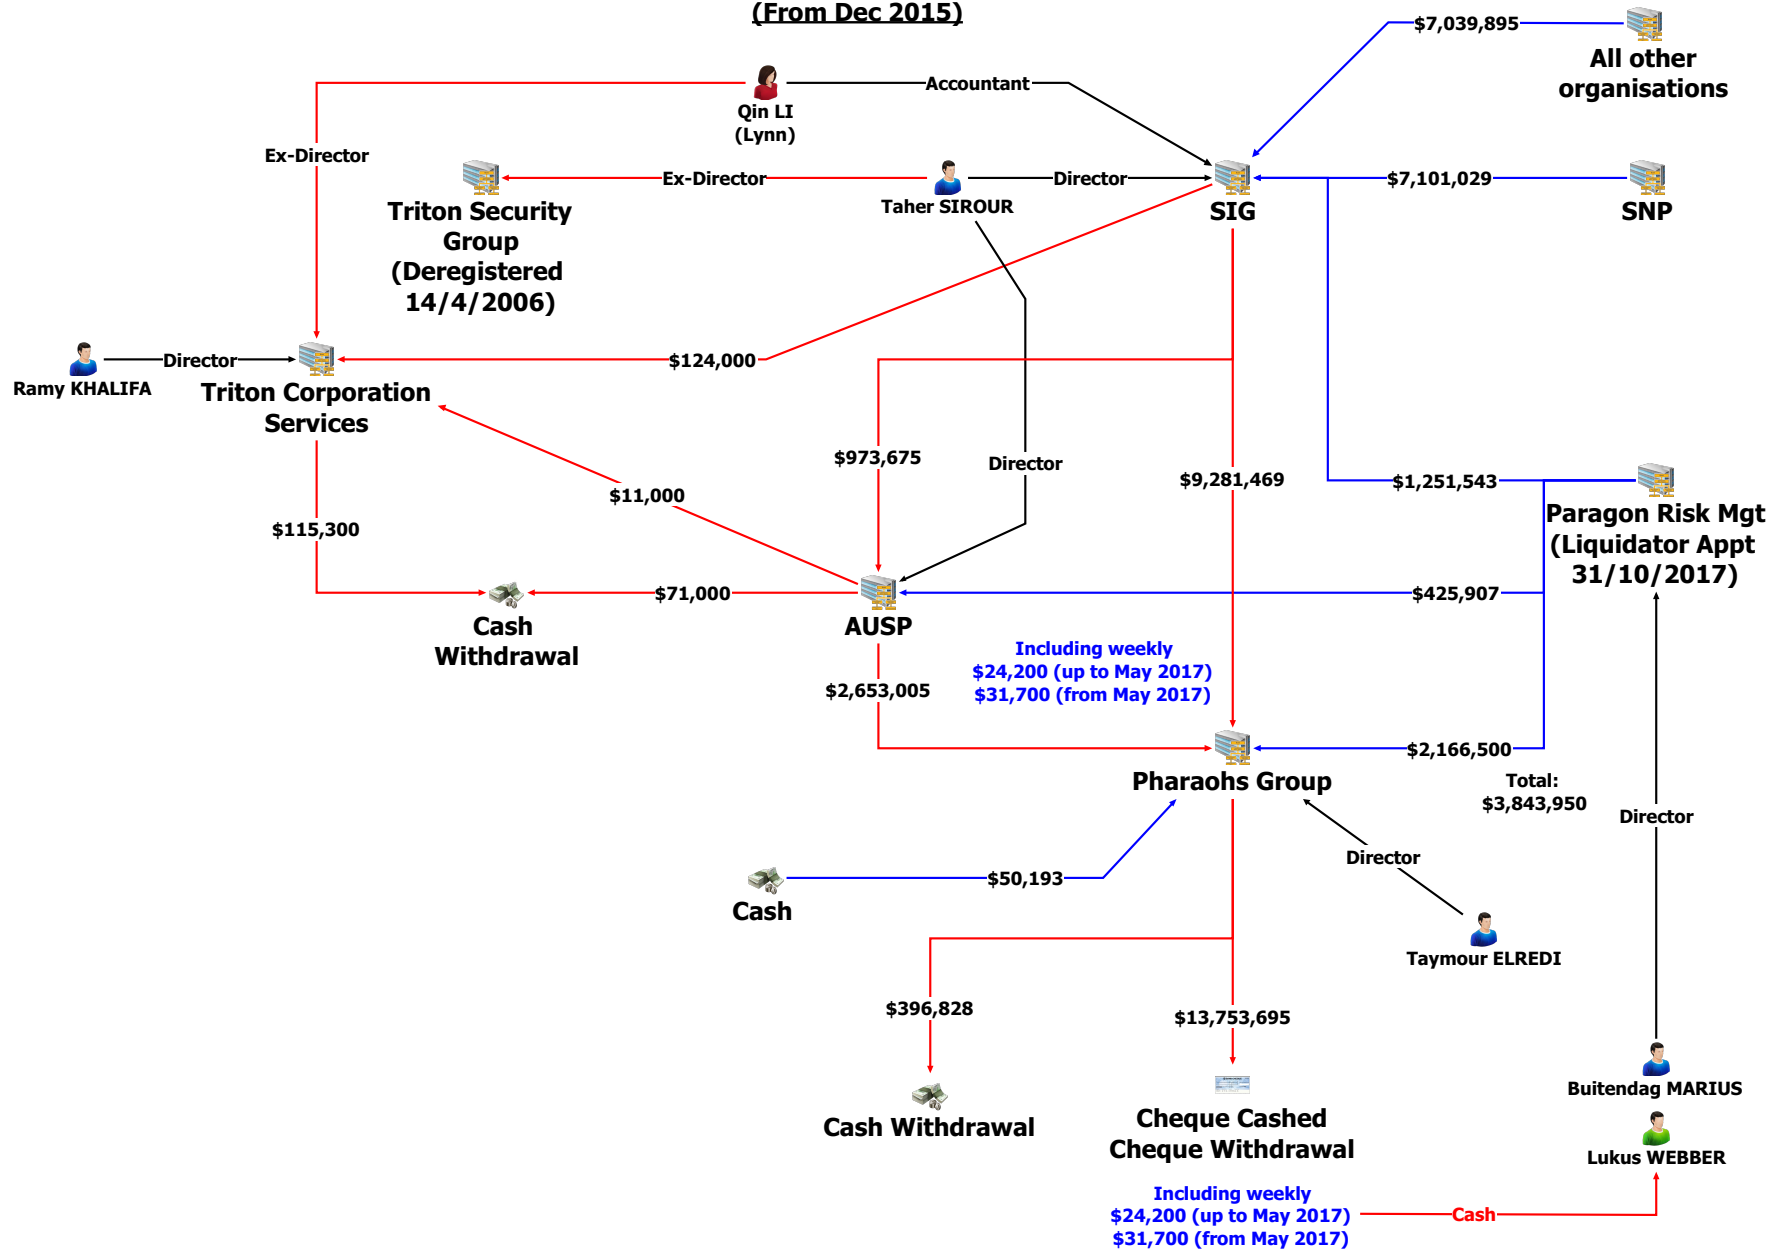 (From Dec 2015)
$7,039,895
All other
organisations
Accountant
Qin LI
(Lynn)
Ex-Director
Ex-Director
Director
$7,101,029
Triton Security
Group
(Deregistered
14/4/2006)
Taher SIROUR
SIG
SNP
Director
$124,000
Ramy KHALIFA
Triton Corporation
Services
$973,675
Director
$9,281,469
$1,251,543
$11,000
$115,300
Paragon Risk Mgt
(Liquidator Appt
31/10/2017)
$71,000
$425,907
Cash
Withdrawal
AUSP
Including weekly
$24,200 (up to May 2017)
$31,700 (from May 2017)
$2,653,005
$2,166,500
Pharaohs Group
Total:
$3,843,950
Director
Director
$50,193
Cash
Taymour ELREDI
$396,828
$13,753,695
Buitendag MARIUS
Cash Withdrawal
Cheque Cashed
Cheque Withdrawal
Lukus WEBBER
Including weekly
$24,200 (up to May 2017)
$31,700 (from May 2017)
Cash